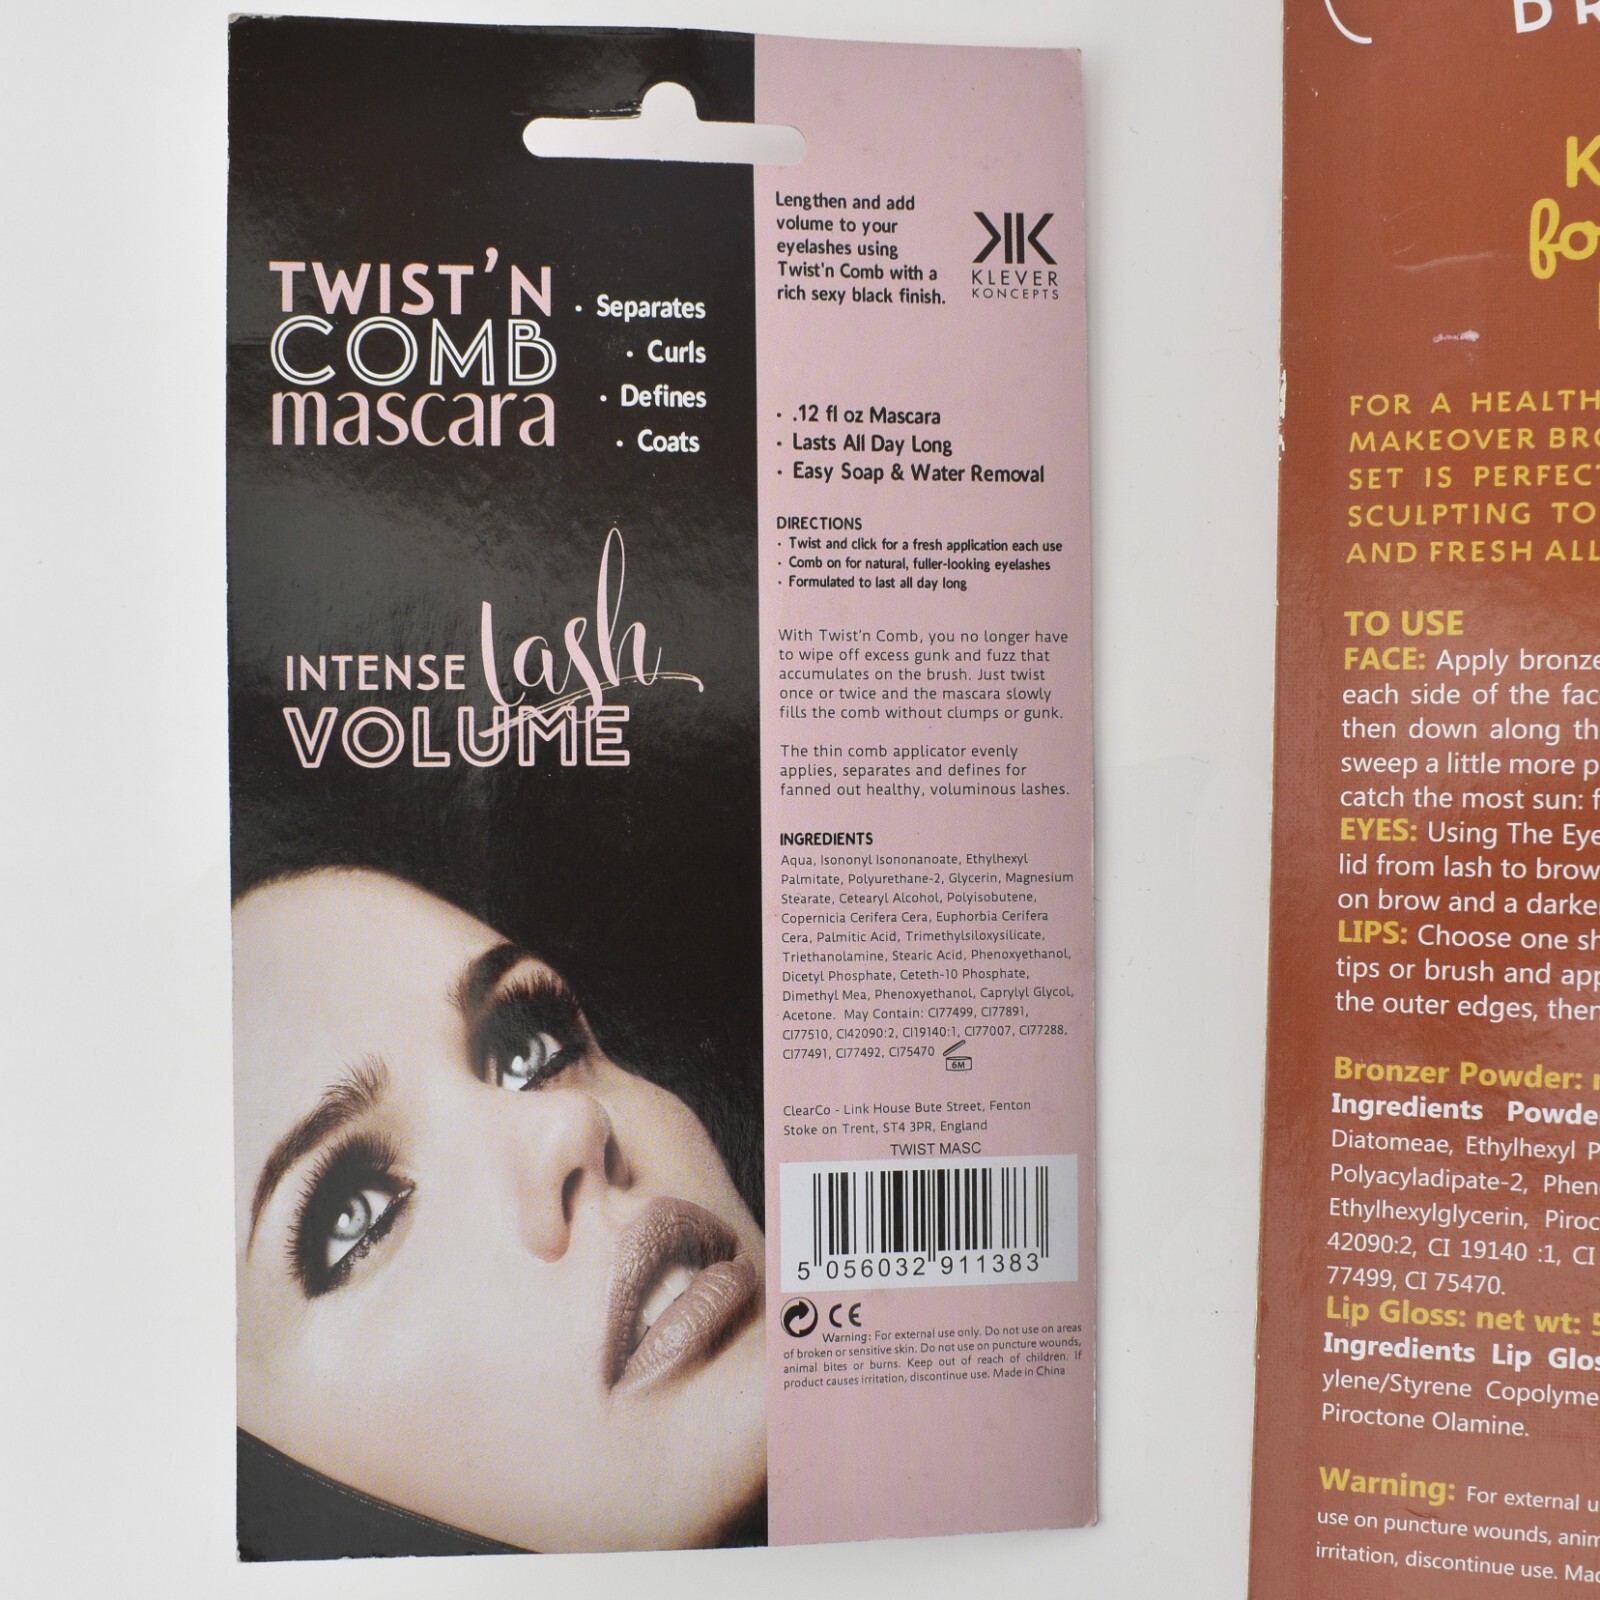 TWIST'N
COMB
mascara
· Separates
· Curls
· Defines
· Coats
INTENSE lash
VOLUME
Lengthen and add
volume to your
eyelashes using
Twist'n Comb with a
rich sexy black finish.
KLEVER
KONCEPTS
· .12 fl oz Mascara
· Lasts All Day Long
· Easy Soap & Water Removal
DIRECTIONS
· Twist and click for a fresh application each use
· Comb on for natural, fuller-looking eyelashes
· Formulated to last all day long
With Twist'n Comb, you no longer have
to wipe off excess gunk and fuzz that
accumulates on the brush. Just twist
once or twice and the mascara slowly
fills the comb without clumps or gunk.
The thin comb applicator evenly
applies, separates and defines for
fanned out healthy, voluminous lashes.
INGREDIENTS
Aqua, Isononyl Isononanoate, Ethylhexyl
Palmitate, Polyurethane-2, Glycerin, Magnesium
Stearate, Cetearyl Alcohol, Polyisobutene,
Copernicia Cerifera Cera, Euphorbia Cerifera
Cera, Palmitic Acid, Trimethylsiloxysilicate,
Triethanolamine, Stearic Acid, Phenoxyethanol,
Dicetyl Phosphate, Ceteth-10 Phosphate,
Dimethyl Mea, Phenoxyethanol, Caprylyl Glycol,
Acetone. May Contain: CI77499, CI77891,
CI77510, CI42090:2, CI19140:1, CI77007, CI77288,
CI77491, CI77492, CI75470
6M
ClearCo - Link House Bute Street, Fenton
Stoke on Trent, ST4 3PR, England
TWIST MASC
5 056032 911383
CE
Warning: For external use only. Do not use on areas
of broken or sensitive skin. Do not use on puncture wounds,
animal bites or burns. Keep out of reach of children. If
product causes irritation, discontinue use. Made in China
DR
K
fo
FOR A HEALTH
MAKEOVER BRO
SET IS PERFECT
SCULPTING TO
AND FRESH ALL
TO USE
FACE: Apply bronze
each side of the fac
then down along th
sweep a little more p
catch the most sun: f
EYES: Using The Eye
lid from lash to brow
on brow and a darker
LIPS: Choose one sh
tips or brush and app
the outer edges, then
Bronzer Powder: n
Ingredients Powde
Diatomeae, Ethylhexyl P
Polyacyladipate-2, Phen
Ethylhexylglycerin, Piroc
42090:2, CI 19140 :1, CI
77499, CI 75470.
Lip Gloss: net wt: 5
Ingredients Lip Glos
ylene/Styrene Copolyme
Piroctone Olamine.
Warning: For external u
use on puncture wounds, anim
irritation, discontinue use. Mad